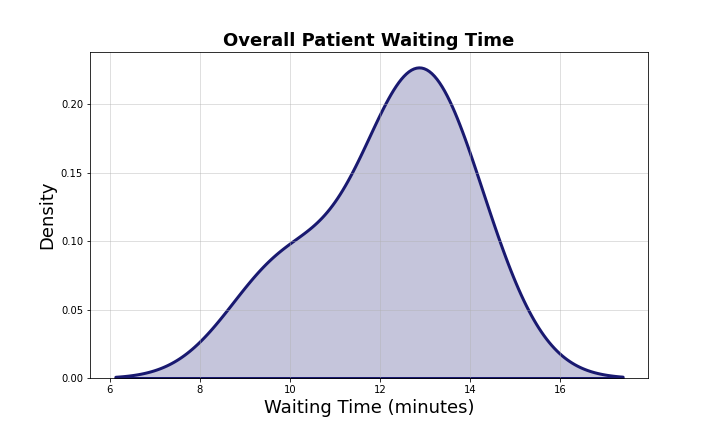 Overall Patient Waiting Time
Density
0.20
0.15
0.10
0.05
0.00
6 8 10 12 14 16
Waiting Time (minutes)